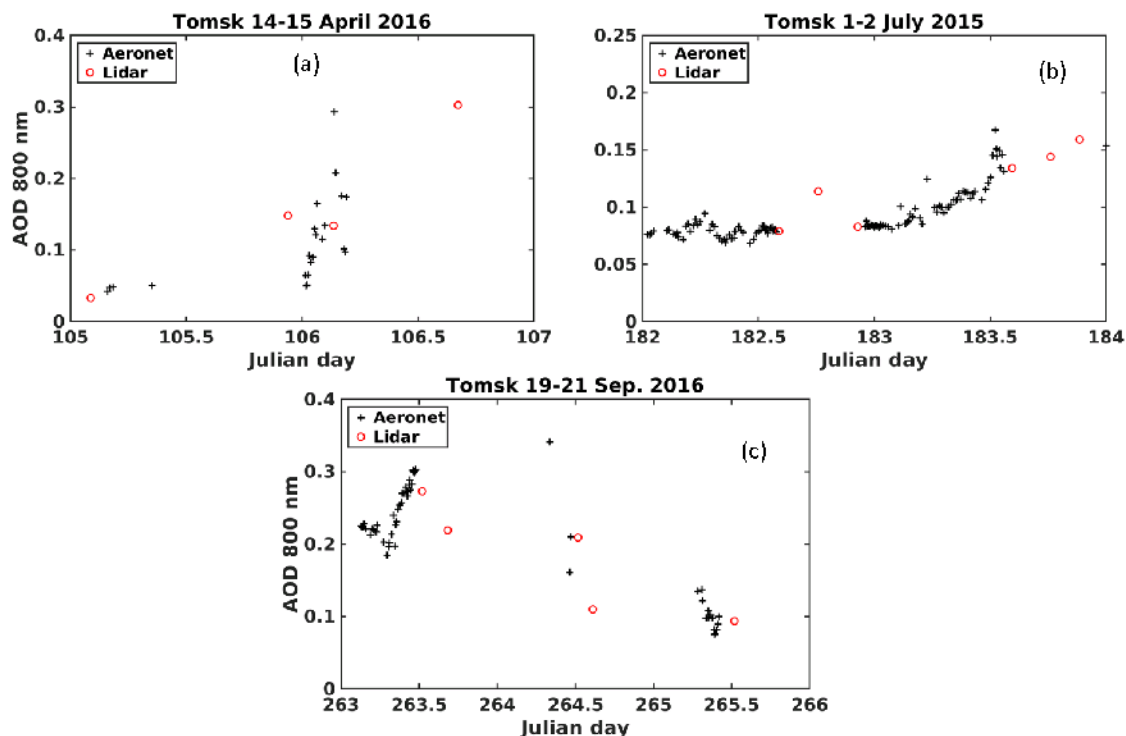 Tomsk 14-15 April 2016
0.4
0.3
0.2
0.1
0
AOD 800 nm
+ Aeronet
○ Lidar
(a)
105 105.5 106 106.5 107
Julian day
Tomsk 1-2 July 2015
0.25
0.2
0.15
0.1
0.05
0
+ Aeronet
○ Lidar
(b)
182 182.5 183 183.5 184
Julian day
Tomsk 19-21 Sep. 2016
0.4
0.3
0.2
0.1
0
AOD 800 nm
+ Aeronet
○ Lidar
(c)
263 263.5 264 264.5 265 265.5 266
Julian day